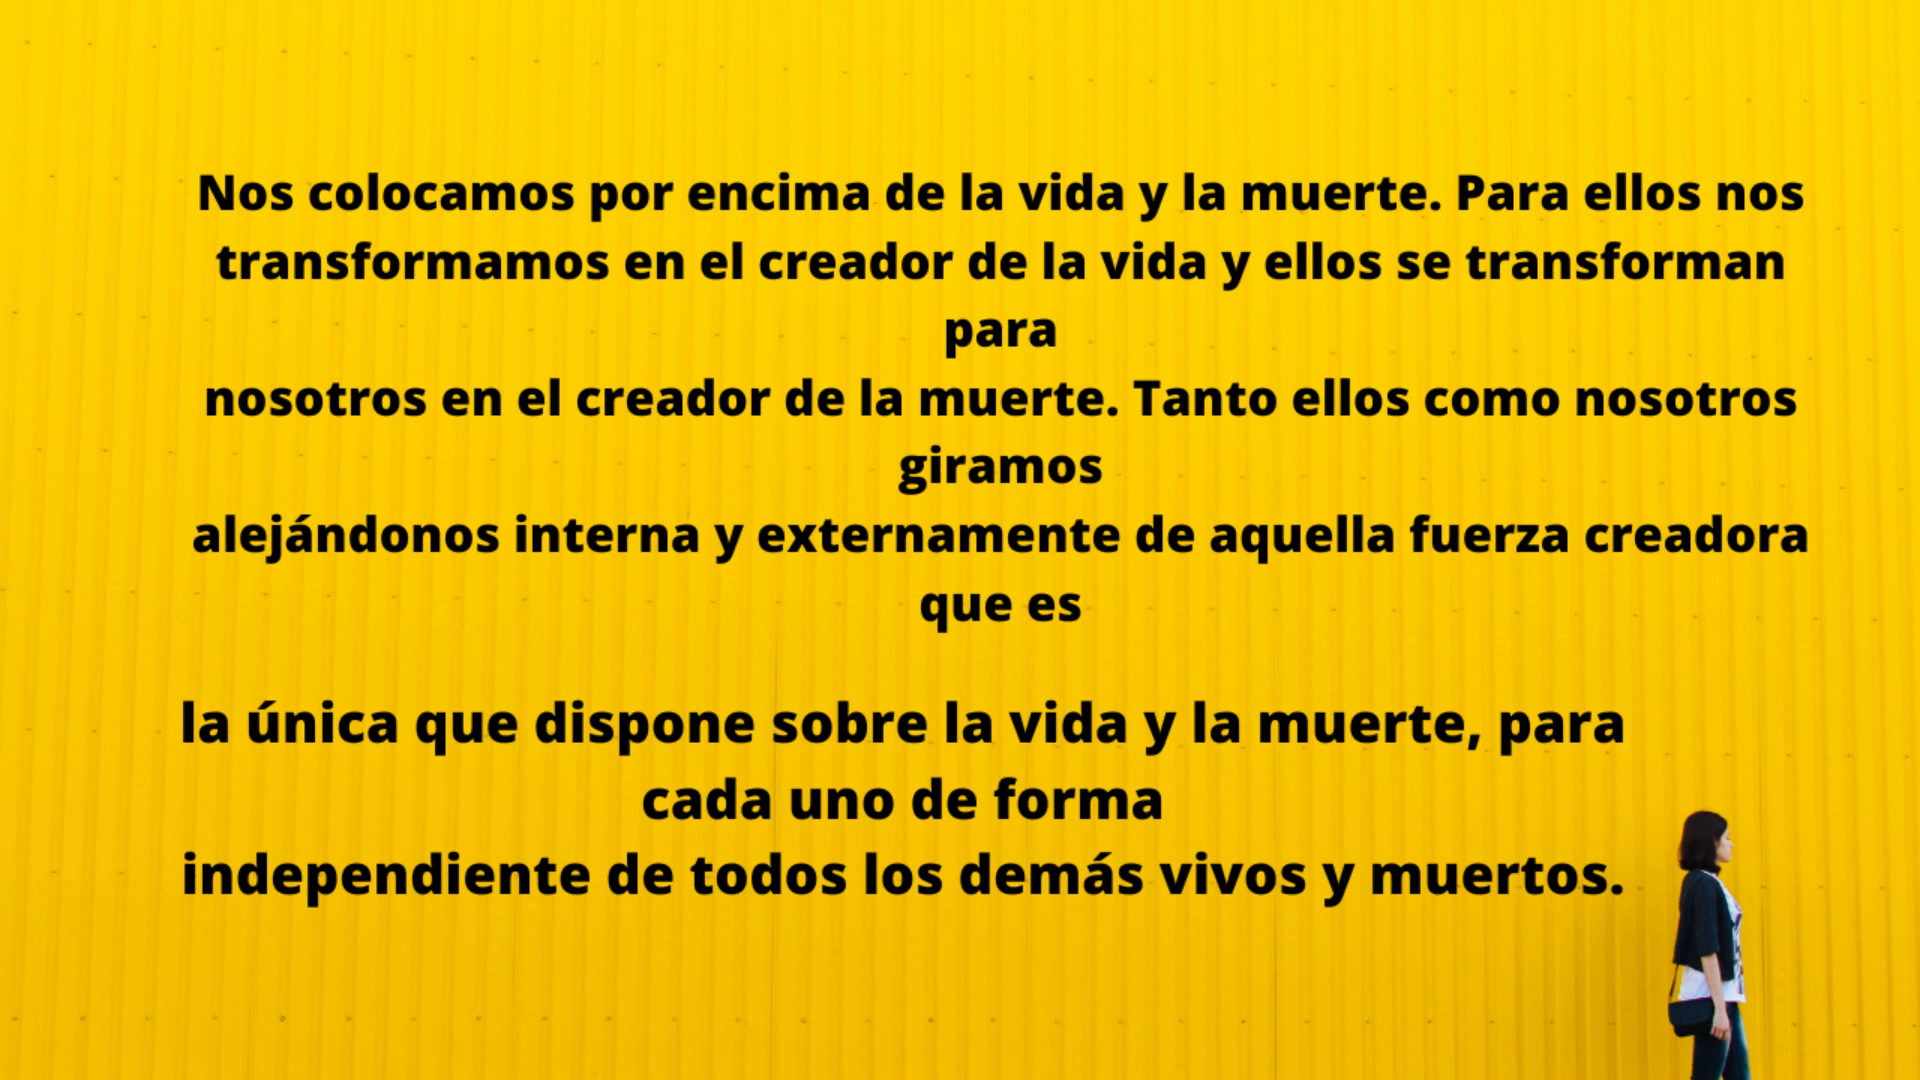 Nos colocamos por encima de la vida y la muerte. Para ellos nos
transformamos en el creador de la vida y ellos se transforman
para
nosotros en el creador de la muerte. Tanto ellos como nosotros
giramos
alejándonos interna y externamente de aquella fuerza creadora
que es
la única que dispone sobre la vida y la muerte, para
cada uno de forma
independiente de todos los demás vivos y muertos.